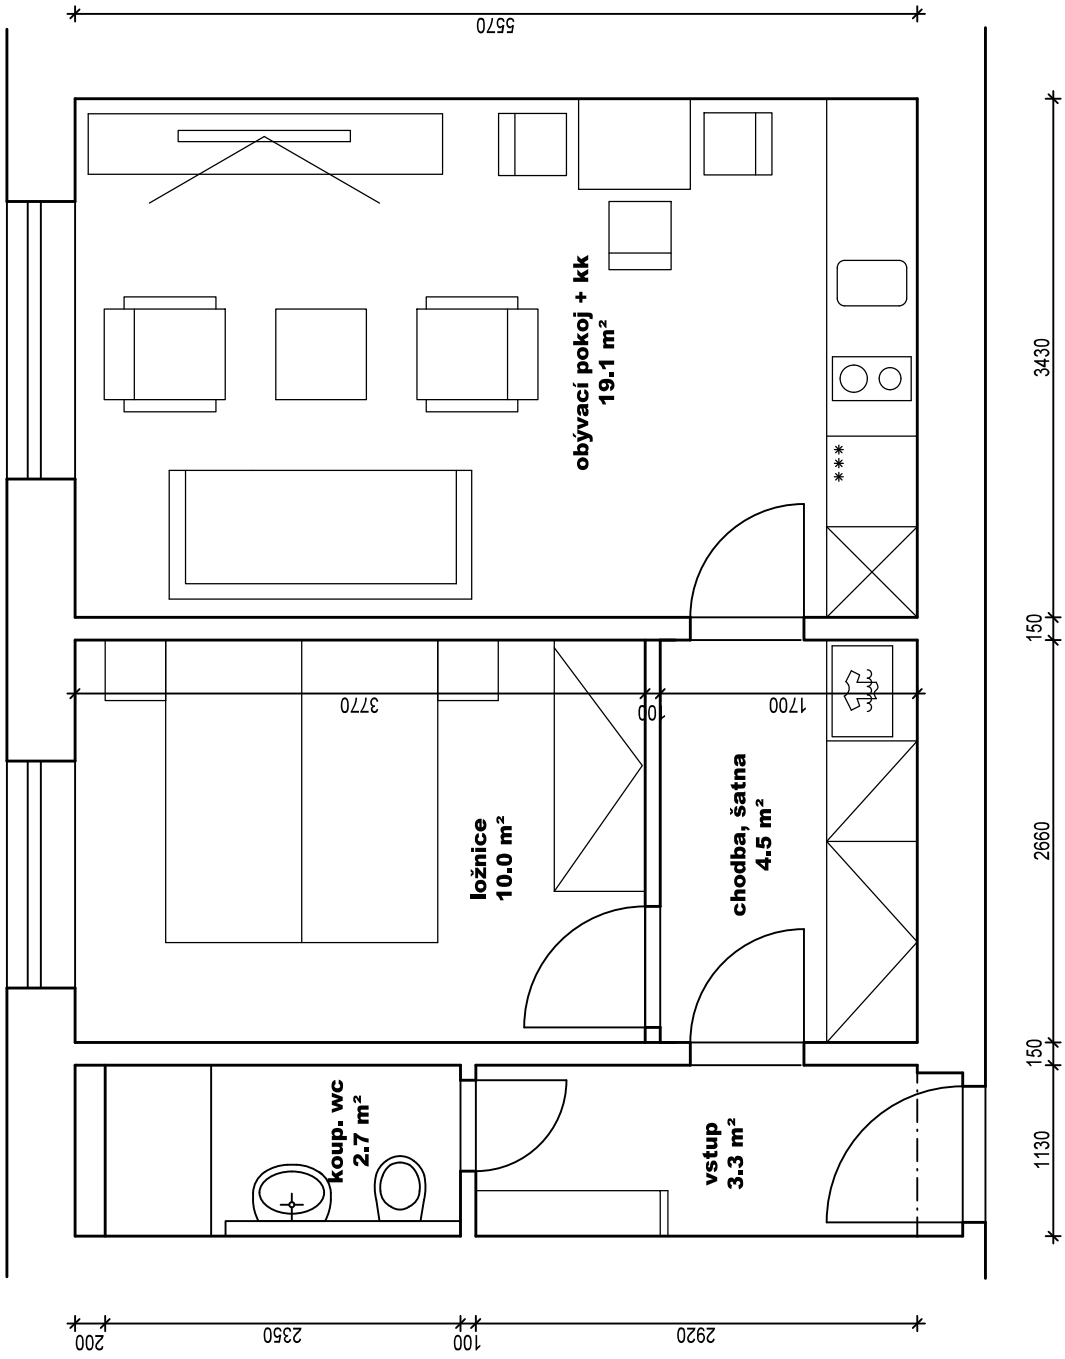 5570
obývací pokoj + kk
19.1 m²
3430
150
3770
100
1700
ložnice
10.0 m²
chodba, šatna
4.5 m²
2660
150
koup. wc
2.7 m²
vstup
3.3 m²
1130
200
2350
100
2920